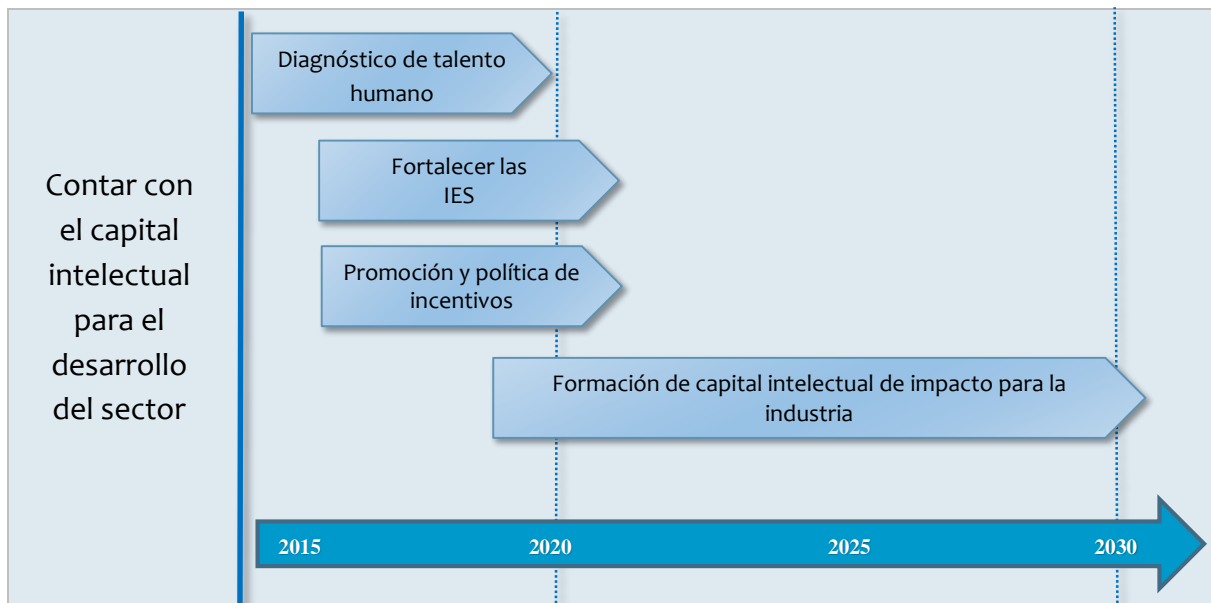 Contar con
el capital
intelectual
para el
desarrollo
del sector
Diagnóstico de talento
humano
Fortalecer las
IES
Promoción y política de
incentivos
Formación de capital intelectual de impacto para la
industria
2015 2020 2025 2030